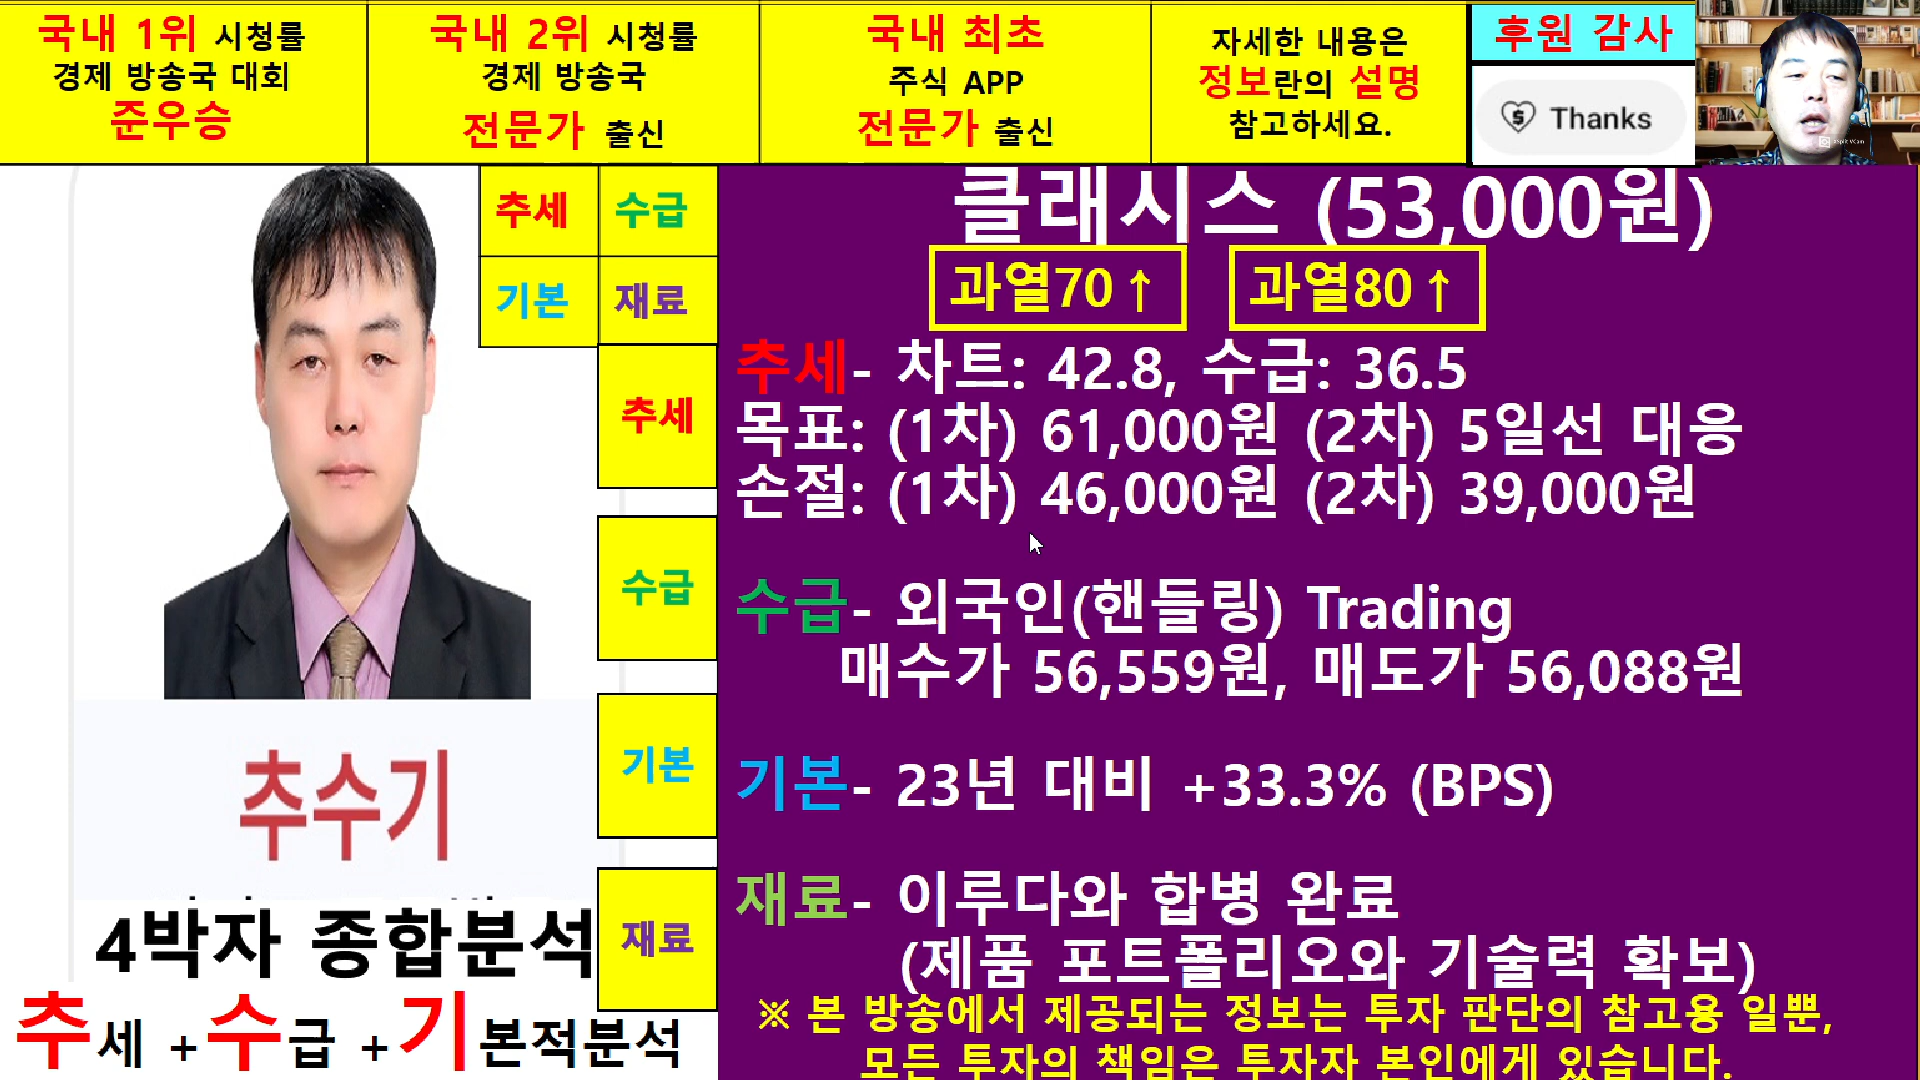 국내 1위 시청률
경제 방송국 대회
준우승
국내 2위 시청률
경제 방송국
전문가 출신
국내 최초
주식 APP
전문가 출신
자세한 내용은
정보란의 설명
참고하세요.
후원 감사
Thanks
추세 수급
기본 재료
추세
수급
기본
재료
추수기
4박자 종합분석
추세 + 수급 + 기본적분석
클래시스 (53,000원)
과열70↑ 과열80↑
추세- 차트: 42.8, 수급: 36.5
목표: (1차) 61,000원 (2차) 5일선 대응
손절: (1차) 46,000원 (2차) 39,000원
수급- 외국인(핸들링) Trading
매수가 56,559원, 매도가 56,088원
기본- 23년 대비 +33.3% (BPS)
재료- 이루다와 합병 완료
(제품 포트폴리오와 기술력 확보)
※ 본 방송에서 제공되는 정보는 투자 판단의 참고용 일뿐,
모든 투자의 책임은 투자자 본인에게 있습니다.